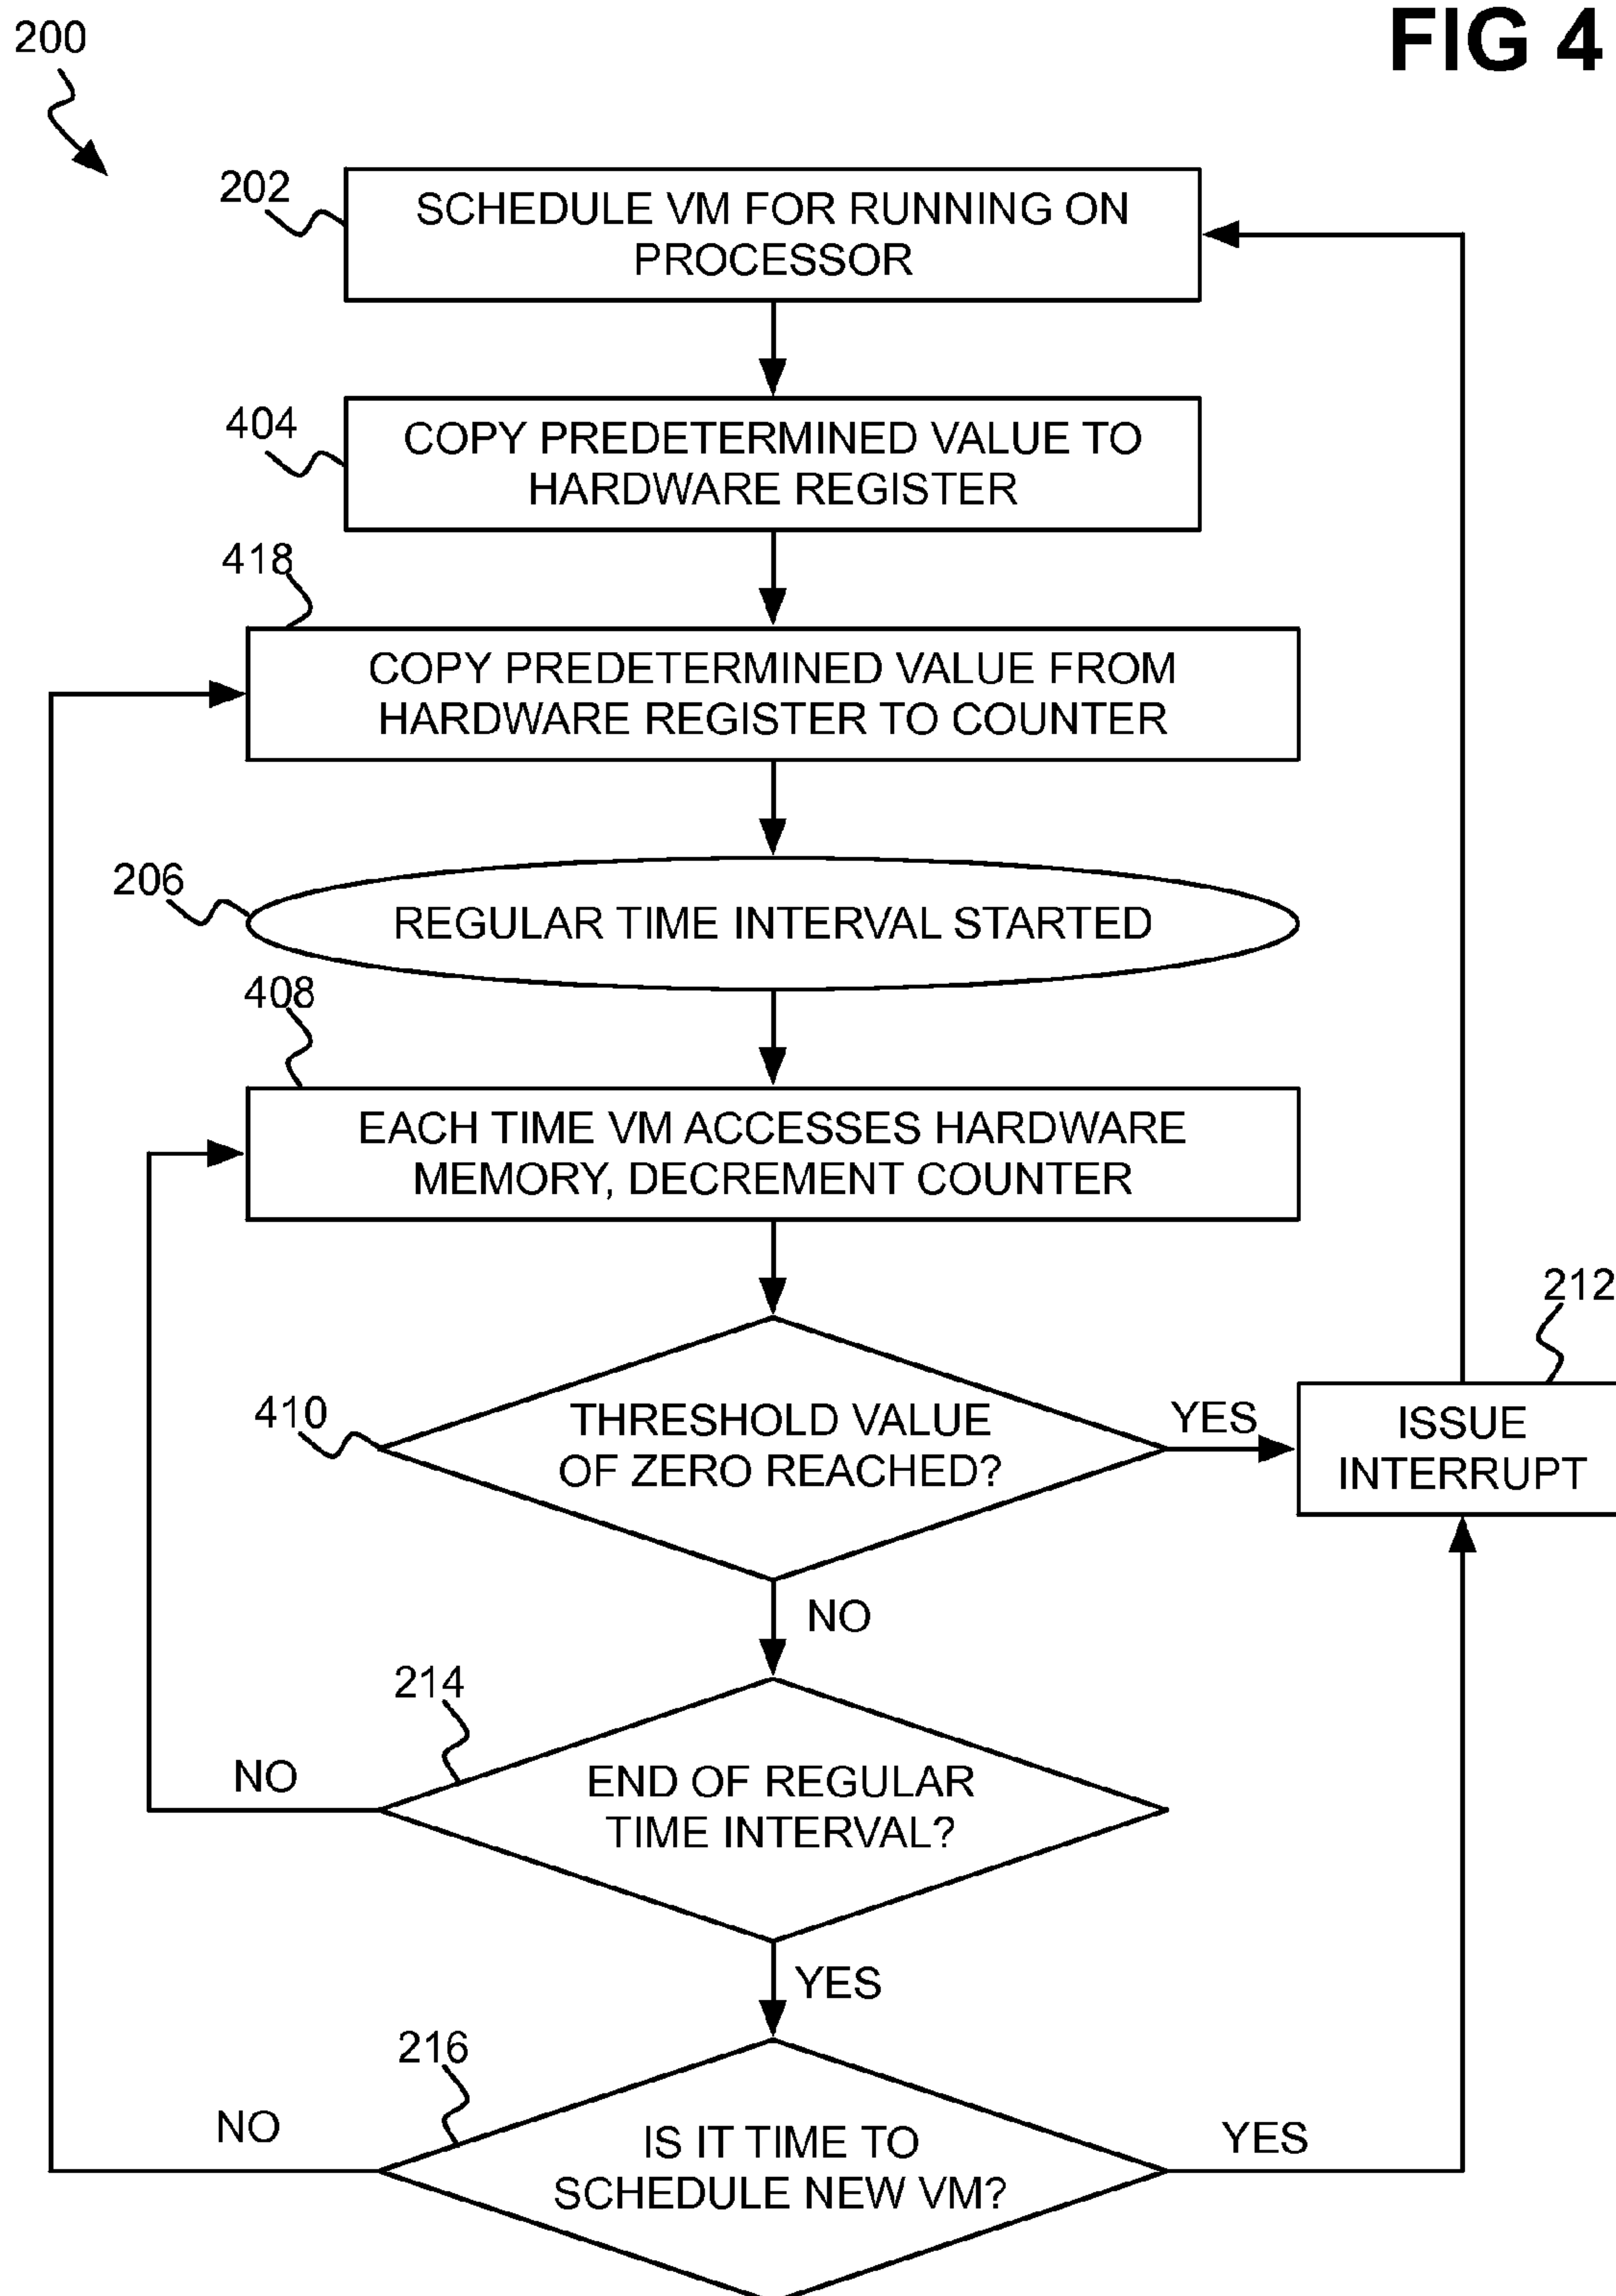 200
FIG 4
202
SCHEDULE VM FOR RUNNING ON
PROCESSOR
404
COPY PREDETERMINED VALUE TO
HARDWARE REGISTER
418
COPY PREDETERMINED VALUE FROM
HARDWARE REGISTER TO COUNTER
206
REGULAR TIME INTERVAL STARTED
408
EACH TIME VM ACCESSES HARDWARE
MEMORY, DECREMENT COUNTER
410
THRESHOLD VALUE
OF ZERO REACHED?
YES
212
ISSUE
INTERRUPT
NO
214
END OF REGULAR
TIME INTERVAL?
NO
YES
216
IS IT TIME TO
SCHEDULE NEW VM?
NO
YES